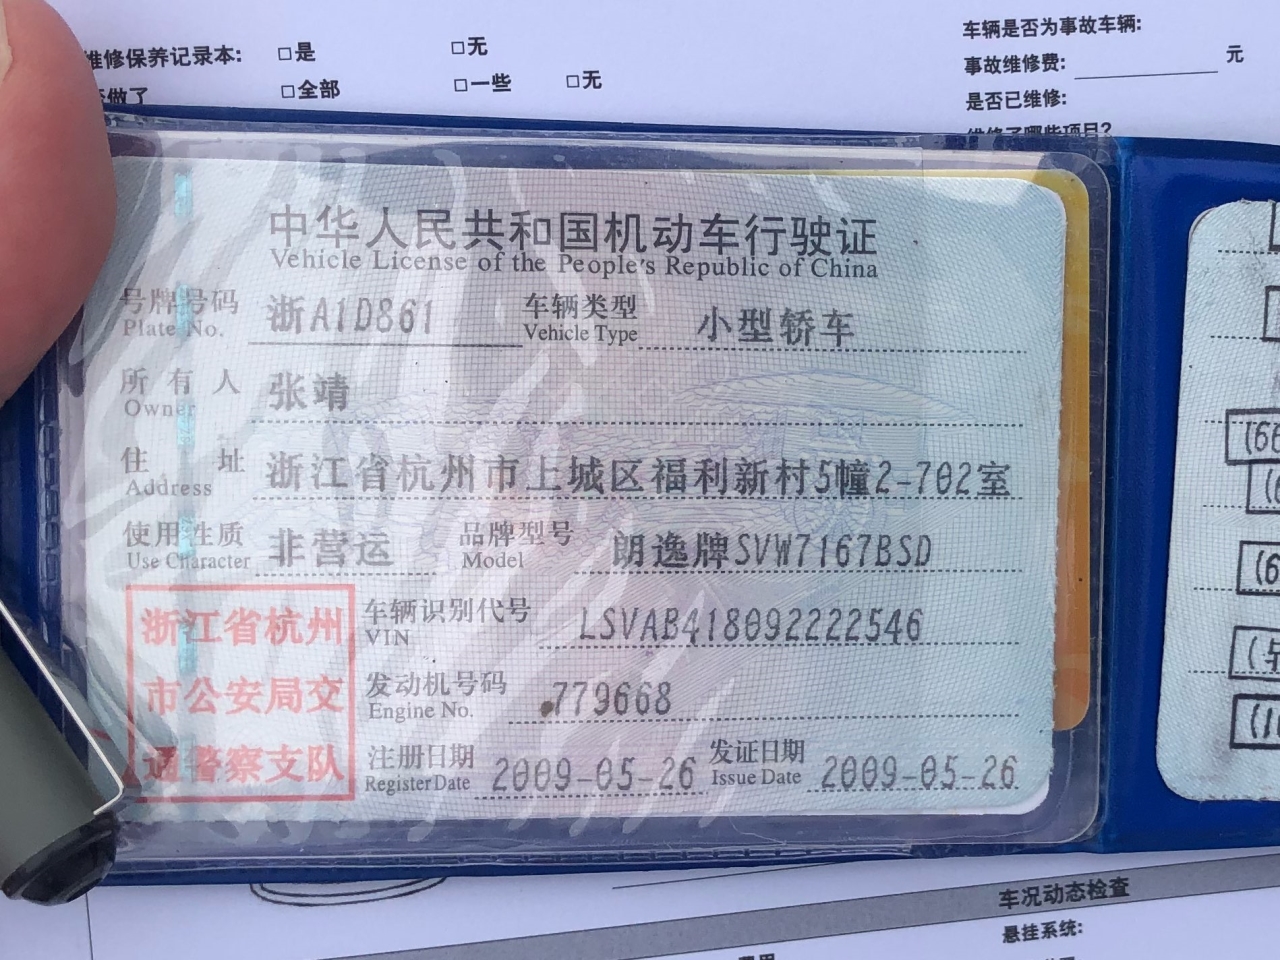 维修保养记录本: □是 □无
否做了 □全部 □一些 □无
车辆是否为事故车辆:
事故维修费: 元
是否已维修:
维修了哪些项目?
中华人民共和国机动车行驶证
Vehicle License of the People's Republic of China
号牌号码 浙A1D861 车辆类型 小型轿车
Plate No. Vehicle Type
所有人 张靖
Owner
住址 浙江省杭州市上城区福利新村5幢2-702室
Address
使用性质 非营运 品牌型号 朗逸牌SVW7167BSD
Use Character Model
浙江省杭州
市公安局交
通警察支队
车辆识别代号 LSVAB418092222546
VIN
发动机号码 779668
Engine No.
注册日期 2009-05-26 发证日期 2009-05-26
Register Date Issue Date
车况动态检查
悬挂系统: